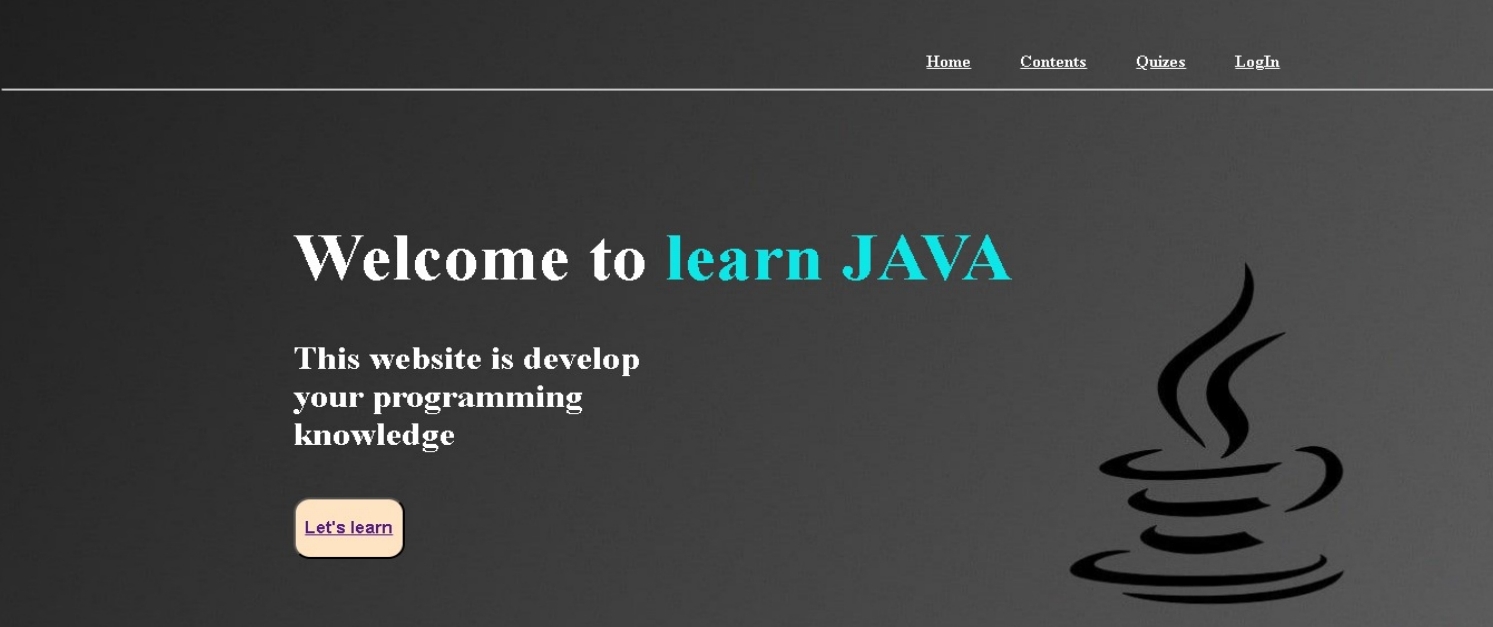 Home Contents Quizes LogIn
Welcome to learn JAVA
This website is develop
your programming
knowledge
Let's learn